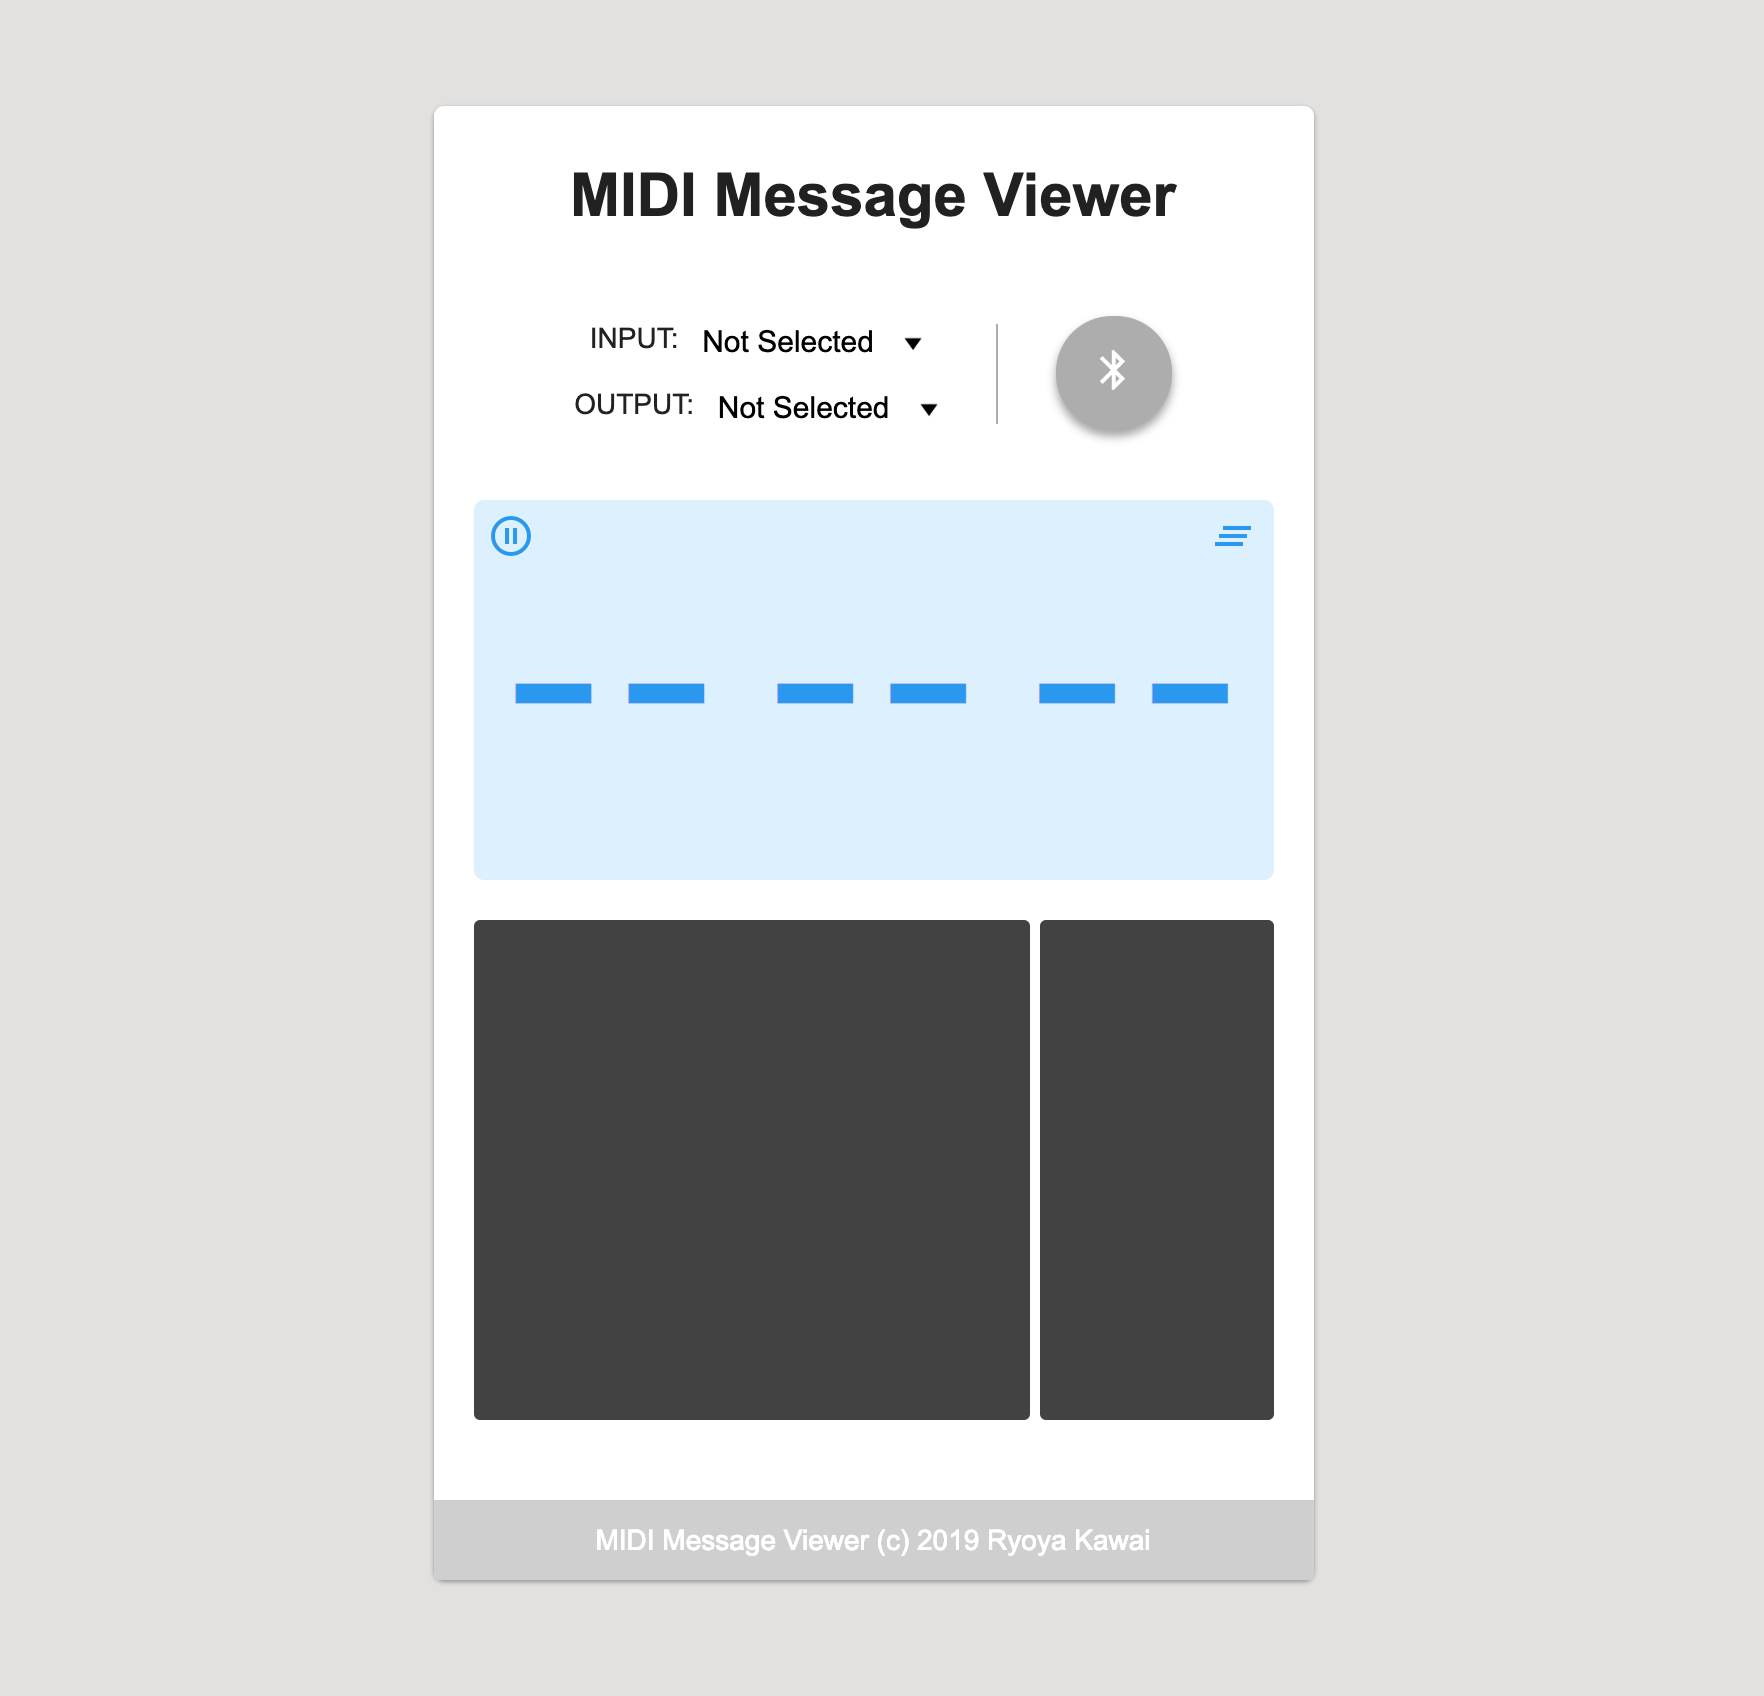 MIDI Message Viewer
INPUT: Not Selected
OUTPUT: Not Selected
-- -- --
MIDI Message Viewer (c) 2019 Ryoya Kawai